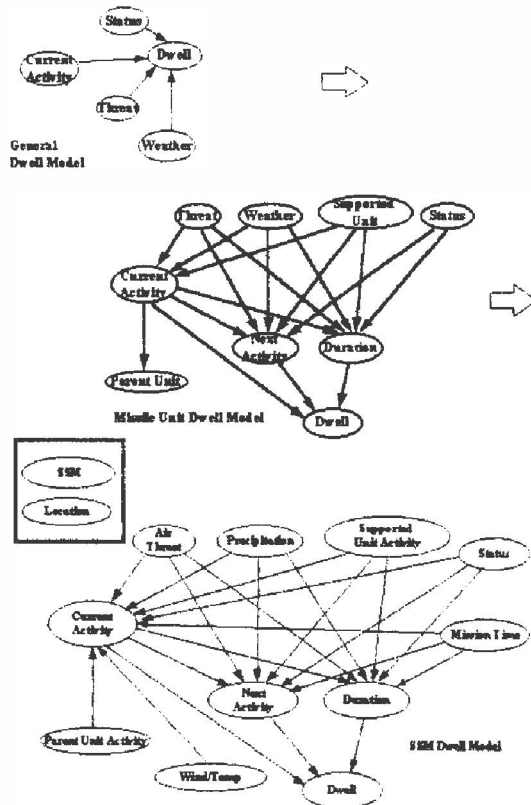 Status
Dwell
Current
Activity
Threat
Weather
General
Dwell Model
Threat
Weather
Supported
Unit
Status
Current
Activity
Next
Activity
Duration
Parent Unit
Missile Unit Dwell Model
Dwell
SSM
Location
Air
Threat
Precipitation
Supported
Unit Activity
Status
Current
Activity
Mission Time
Next
Activity
Duration
Parent Unit Activity
SSM Dwell Model
Wind/Temp
Dwell